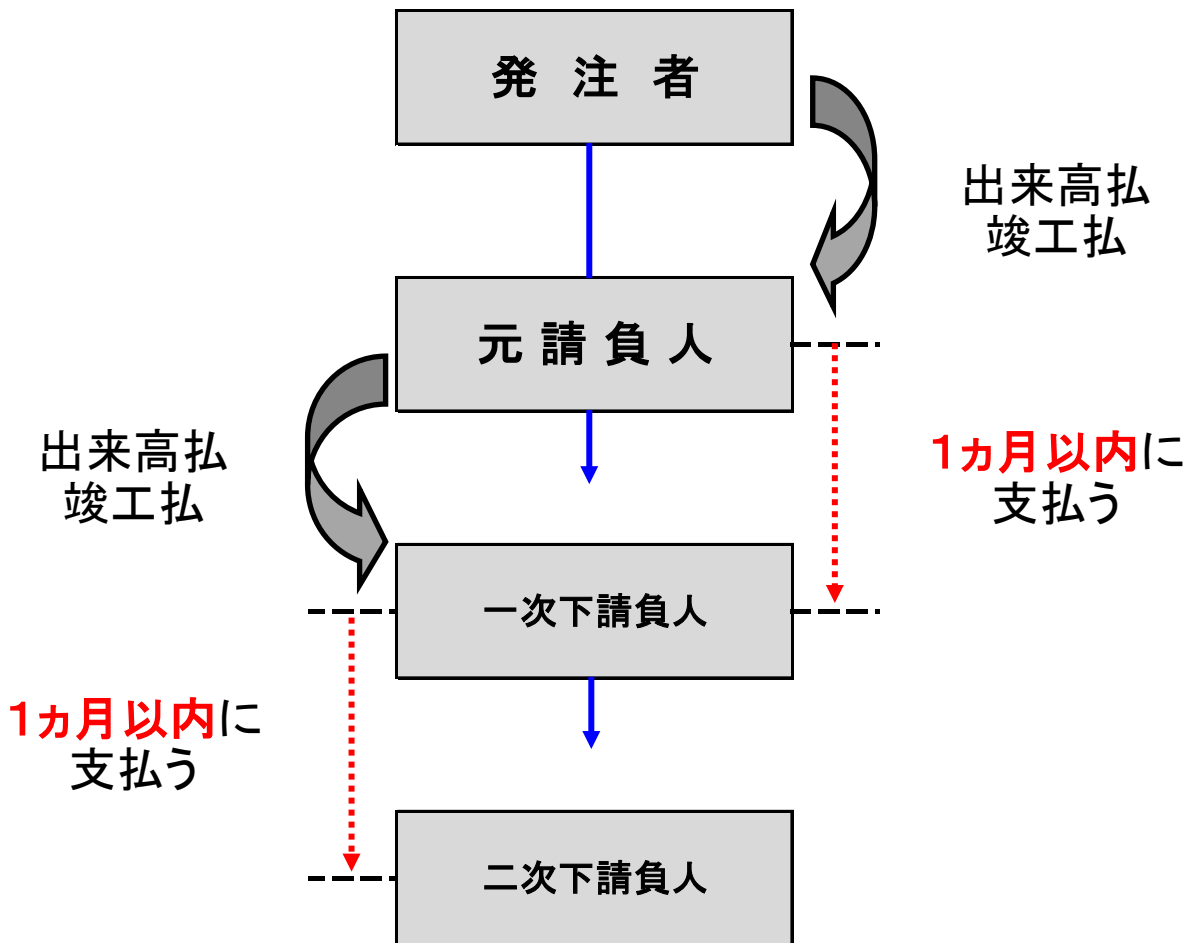 発注者
出来高払
竣工払
元請負人
出来高払
竣工払
1ヵ月以内に
支払う
一次下請負人
1ヵ月以内に
支払う
二次下請負人